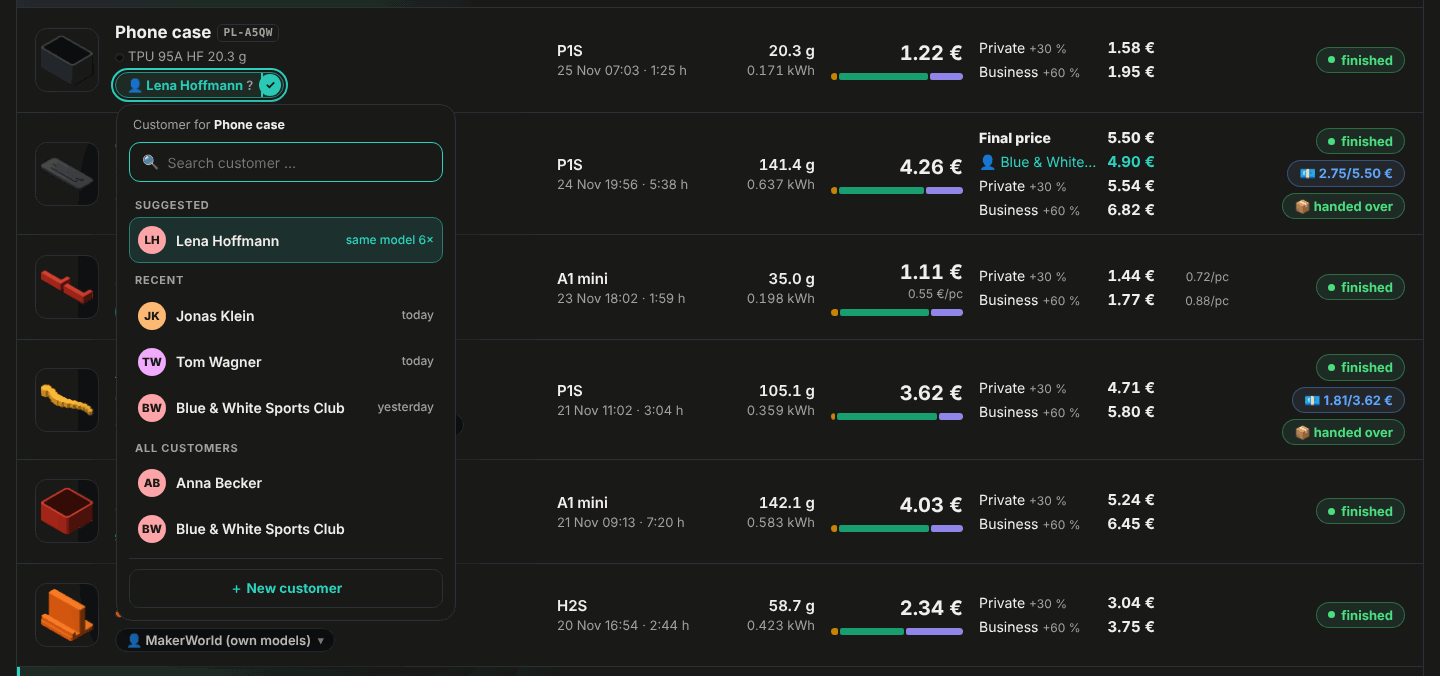 Phone case PL-A5QW
TPU 95A HF 20.3 g
Lena Hoffmann ?
P1S
25 Nov 07:03 · 1:25 h
20.3 g
0.171 kWh
1.22 €
Private +30 % 1.58 €
Business +60 % 1.95 €
finished
Customer for Phone case
Search customer ...
SUGGESTED
LH Lena Hoffmann same model 6×
RECENT
JK Jonas Klein today
TW Tom Wagner today
BW Blue & White Sports Club yesterday
ALL CUSTOMERS
AB Anna Becker
BW Blue & White Sports Club
+ New customer
P1S
24 Nov 19:56 · 5:38 h
141.4 g
0.637 kWh
4.26 €
Final price 5.50 €
Blue & White... 4.90 €
Private +30 % 5.54 €
Business +60 % 6.82 €
finished
2.75/5.50 €
handed over
A1 mini
23 Nov 18:02 · 1:59 h
35.0 g
0.198 kWh
1.11 €
0.55 €/pc
Private +30 % 1.44 € 0.72/pc
Business +60 % 1.77 € 0.88/pc
finished
P1S
21 Nov 11:02 · 3:04 h
105.1 g
0.359 kWh
3.62 €
Private +30 % 4.71 €
Business +60 % 5.80 €
finished
1.81/3.62 €
handed over
A1 mini
21 Nov 09:13 · 7:20 h
142.1 g
0.583 kWh
4.03 €
Private +30 % 5.24 €
Business +60 % 6.45 €
finished
MakerWorld (own models)
H2S
20 Nov 16:54 · 2:44 h
58.7 g
0.423 kWh
2.34 €
Private +30 % 3.04 €
Business +60 % 3.75 €
finished